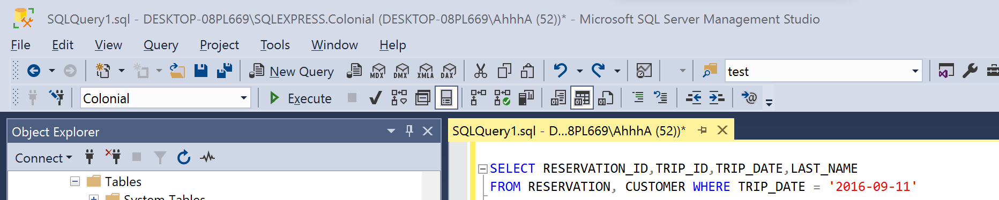 SQLQuery1.sql - DESKTOP-08PL669\SQLEXPRESS.Colonial (DESKTOP-08PL669\AhhhA (52))* - Microsoft SQL Server Management Studio
File Edit View Query Project Tools Window Help
New Query MDX DMX XMLA DAX test
Colonial Execute
Object Explorer
SQLQuery1.sql - D...8PL669\AhhhA (52))*
Connect
Tables
System Tables
SELECT RESERVATION_ID,TRIP_ID,TRIP_DATE,LAST_NAME
FROM RESERVATION, CUSTOMER WHERE TRIP_DATE = '2016-09-11'